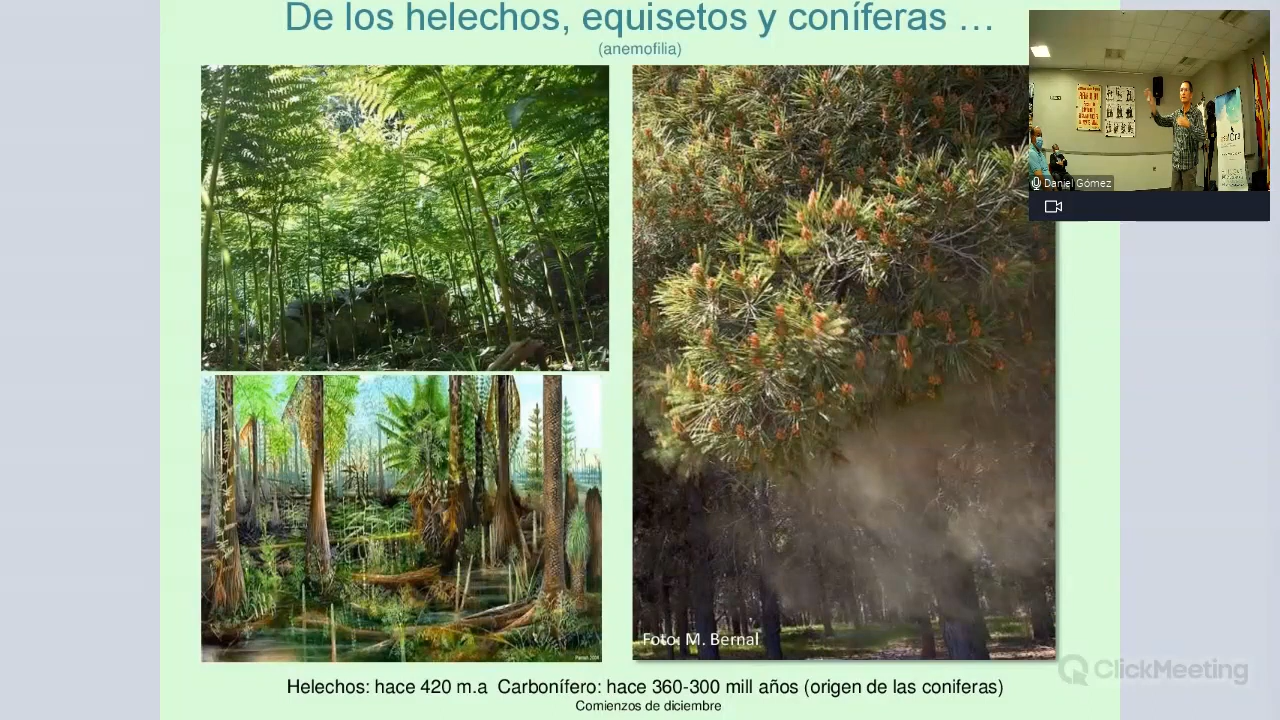 De los helechos, equisetos y coníferas ...
(anemofilia)
Daniel Gómez
Foto: M. Bernal
ClickMeeting
Helechos: hace 420 m.a Carbonífero: hace 360-300 mill años (origen de las coniferas)
Comienzos de diciembre